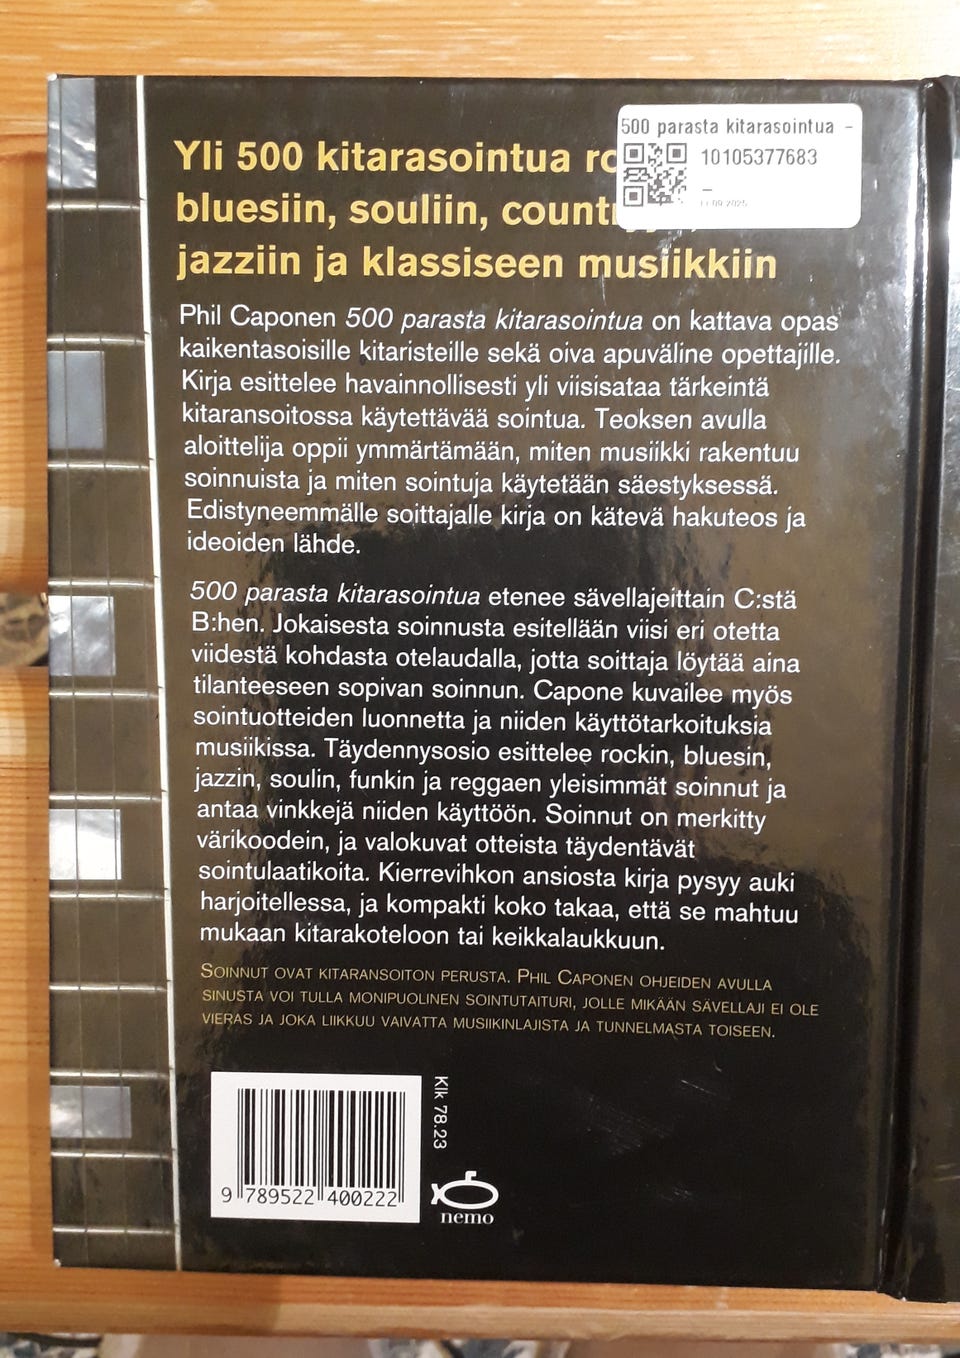 500 parasta kitarasointua -
10105377683
-
Yli 500 kitarasointua
bluesiin, souliin,
jazziin ja klassiseen musiikkiin
Phil Caponen 500 parasta kitarasointua on kattava opas
kaikentasoisille kitaristeille sekä oiva apuväline opettajille.
Kirja esittelee havainnollisesti yli viisisataa tärkeintä
kitaransoitossa käytettävää sointua. Teoksen avulla
aloittelija oppii ymmärtämään, miten musiikki rakentuu
soinnuista ja miten sointuja käytetään säestyksessä.
Edistyneemmälle soittajalle kirja on kätevä hakuteos ja
ideoiden lähde.
500 parasta kitarasointua etenee sävellajeittain C:stä
B:hen. Jokaisesta soinnusta esitellään viisi eri otetta
viidestä kohdasta otelaudalla, jotta soittaja löytää aina
tilanteeseen sopivan soinnun. Capone kuvailee myös
sointuotteiden luonnetta ja niiden käyttötarkoituksia
musiikissa. Täydennysosio esittelee rockin, bluesin,
jazzin, soulin, funkin ja reggaen yleisimmät soinnut ja
antaa vinkkejä niiden käyttöön. Soinnut on merkitty
värikoodein, ja valokuvat otteista täydentävät
sointulaatikoita. Kierrevihkon ansiosta kirja pysyy auki
harjoitellessa, ja kompakti koko takaa, että se mahtuu
mukaan kitarakoteloon tai keikkalaukkuun.
SOINNUT OVAT KITARANSOITON PERUSTA. PHIL CAPONEN OHJEIDEN AVULLA
SINUSTA VOI TULLA MONIPUOLINEN SOINTUTAITURI, JOLLE MIKÄÄN SÄVELLAJI EI OLE
VIERAS JA JOKA LIIKKUU VAIVATTA MUSIIKINLAJISTA JA TUNNELMASTA TOISEEN.
Klk 78.23
9 789522 400222
nemo